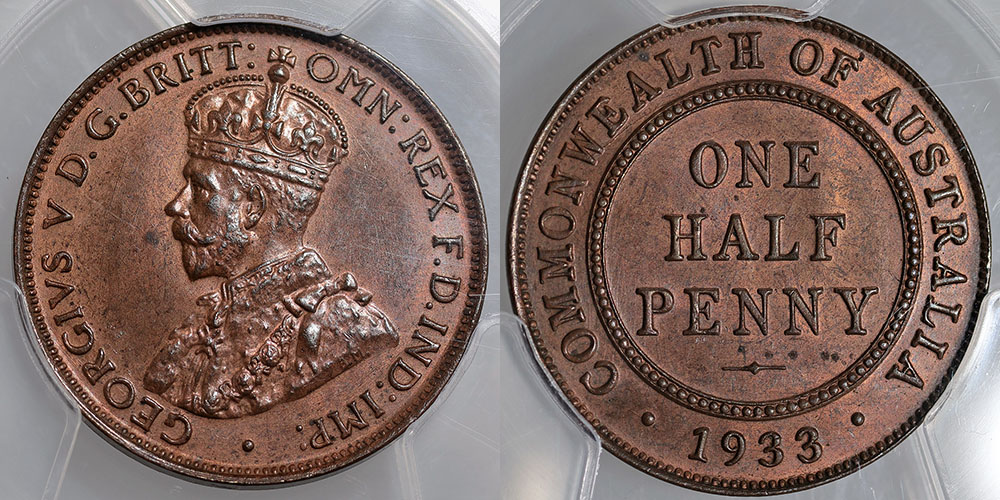 GEORGIVS V D. G. BRITT: OMN: REX F. D. IND: IMP:
COMMONWEALTH OF AUSTRALIA
ONE
HALF
PENNY
· 1933 ·